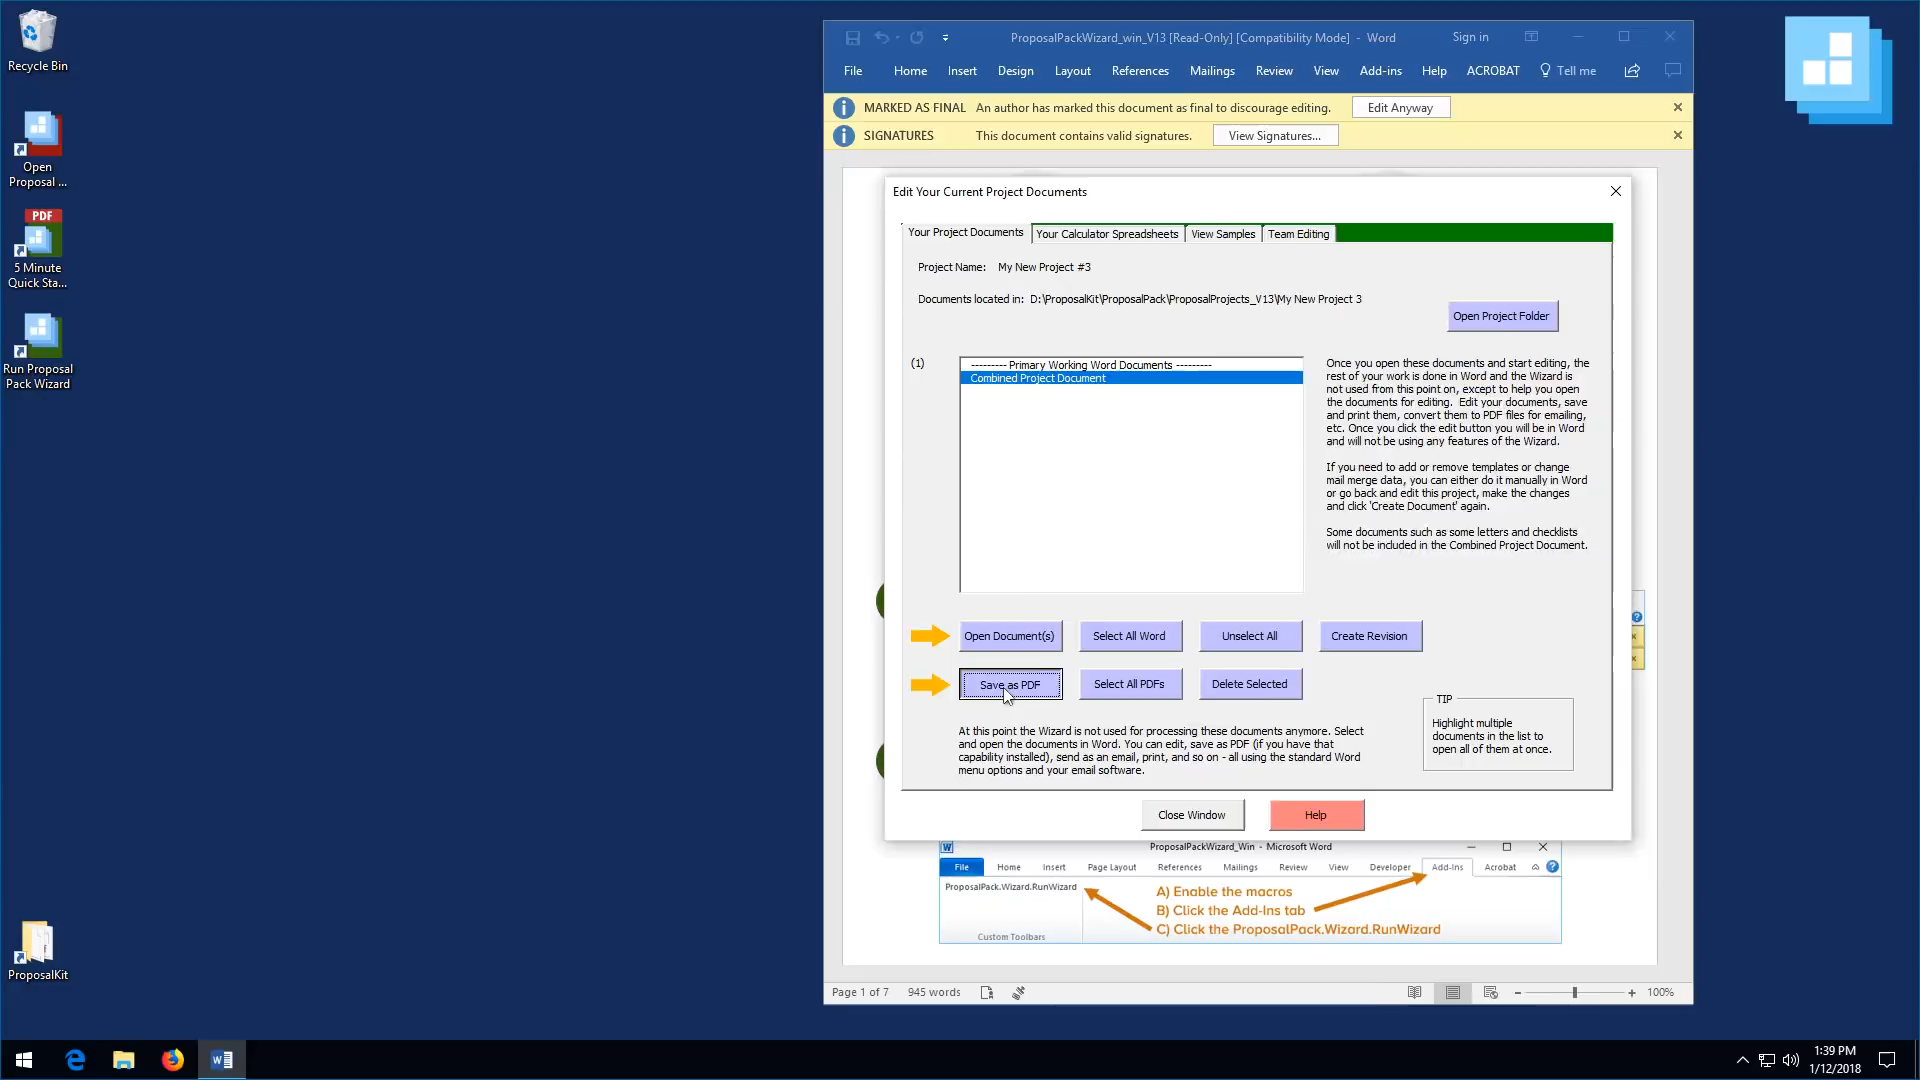 Recycle Bin
Open
Proposal ...
PDF
5 Minute
Quick Sta...
Run Proposal
Pack Wizard
ProposalKit
ProposalPackWizard_win_V13 [Read-Only] [Compatibility Mode] - Word
Sign in
File Home Insert Design Layout References Mailings Review View Add-ins Help ACROBAT Tell me
MARKED AS FINAL An author has marked this document as final to discourage editing. Edit Anyway
SIGNATURES This document contains valid signatures. View Signatures...
Edit Your Current Project Documents
Your Project Documents Your Calculator Spreadsheets View Samples Team Editing
Project Name: My New Project #3
Documents located in: D:\ProposalKit\ProposalPack\ProposalProjects_V13\My New Project 3
Open Project Folder
(1)
--------- Primary Working Word Documents ---------
Combined Project Document
Once you open these documents and start editing, the
rest of your work is done in Word and the Wizard is
not used from this point on, except to help you open
the documents for editing. Edit your documents, save
and print them, convert them to PDF files for emailing,
etc. Once you click the edit button you will be in Word
and will not be using any features of the Wizard.
If you need to add or remove templates or change
mail merge data, you can either do it manually in Word
or go back and edit this project, make the changes
and click 'Create Document' again.
Some documents such as some letters and checklists
will not be included in the Combined Project Document.
Open Document(s) Select All Word Unselect All Create Revision
Save as PDF Select All PDFs Delete Selected
TIP
Highlight multiple
documents in the list to
open all of them at once.
At this point the Wizard is not used for processing these documents anymore. Select
and open the documents in Word. You can edit, save as PDF (if you have that
capability installed), send as an email, print, and so on - all using the standard Word
menu options and your email software.
Close Window Help
ProposalPackWizard_Win - Microsoft Word
File Home Insert Page Layout References Mailings Review View Developer Add-Ins Acrobat
ProposalPack.Wizard.RunWizard
A) Enable the macros
B) Click the Add-Ins tab
C) Click the ProposalPack.Wizard.RunWizard
Custom Toolbars
Page 1 of 7 945 words 100%
1:39 PM
1/12/2018